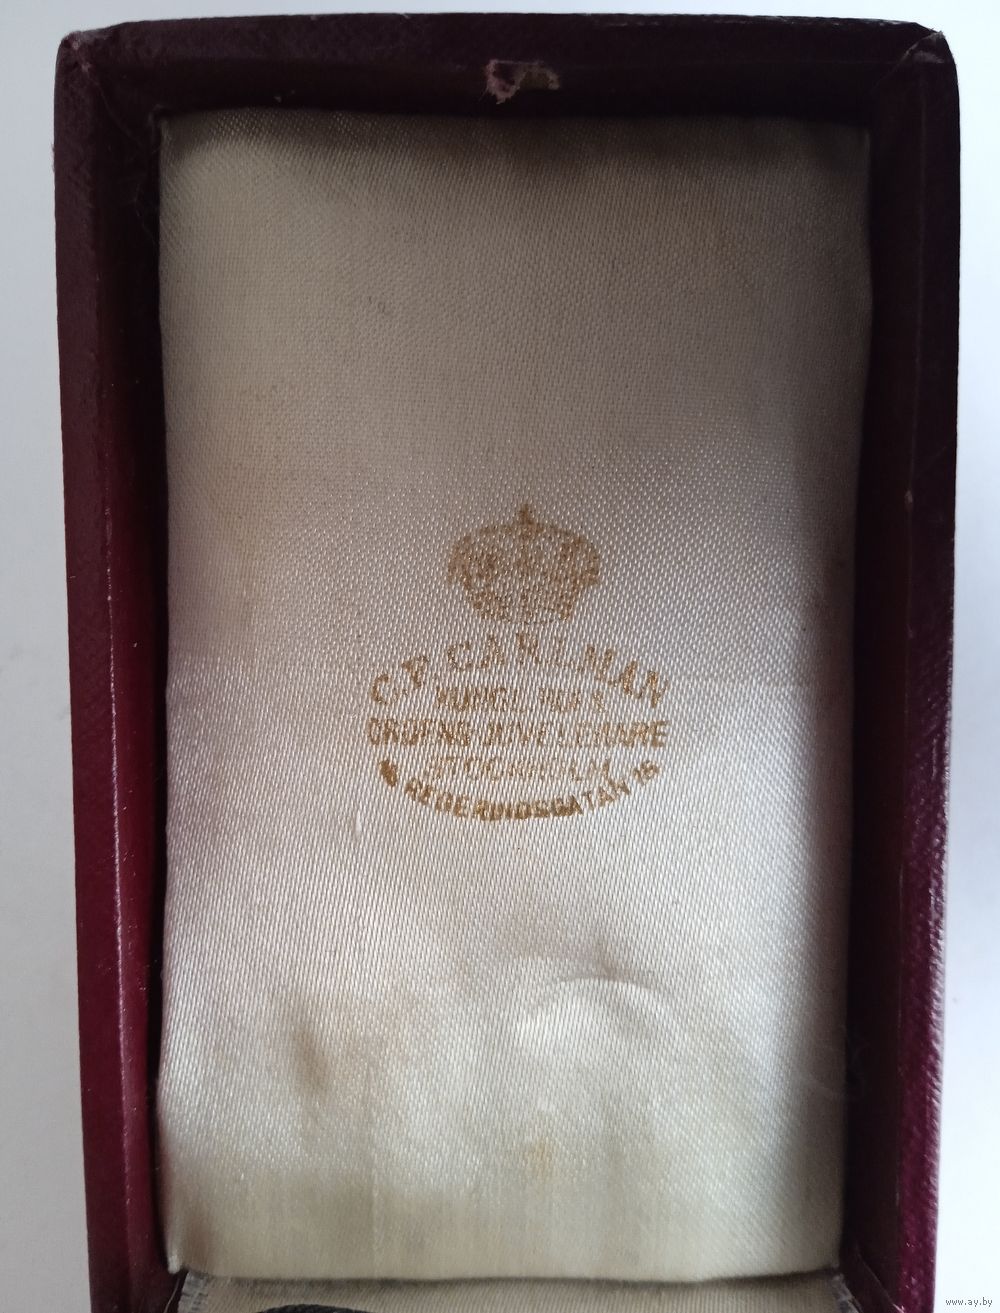 C.F. CARLMAN
KUNGL. HOF &
ORDENS-JUVELERARE
STOCKHOLM
REGERINGSGATAN 16
www.ay.by